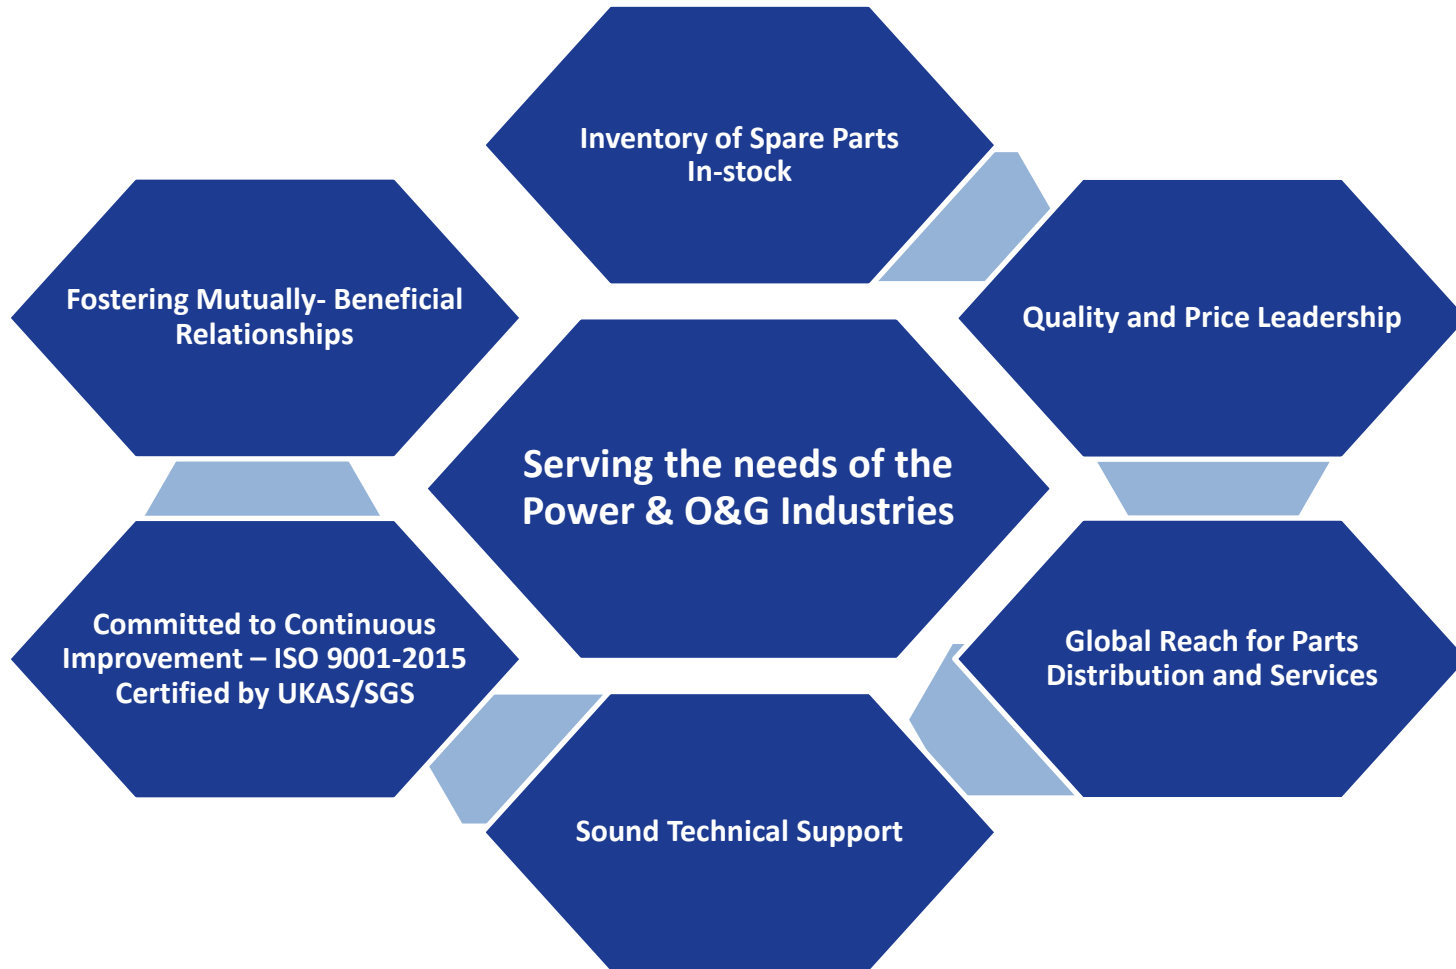 Inventory of Spare Parts
In-stock
Fostering Mutually- Beneficial
Relationships
Quality and Price Leadership
Serving the needs of the
Power & O&G Industries
Committed to Continuous
Improvement – ISO 9001-2015
Certified by UKAS/SGS
Global Reach for Parts
Distribution and Services
Sound Technical Support